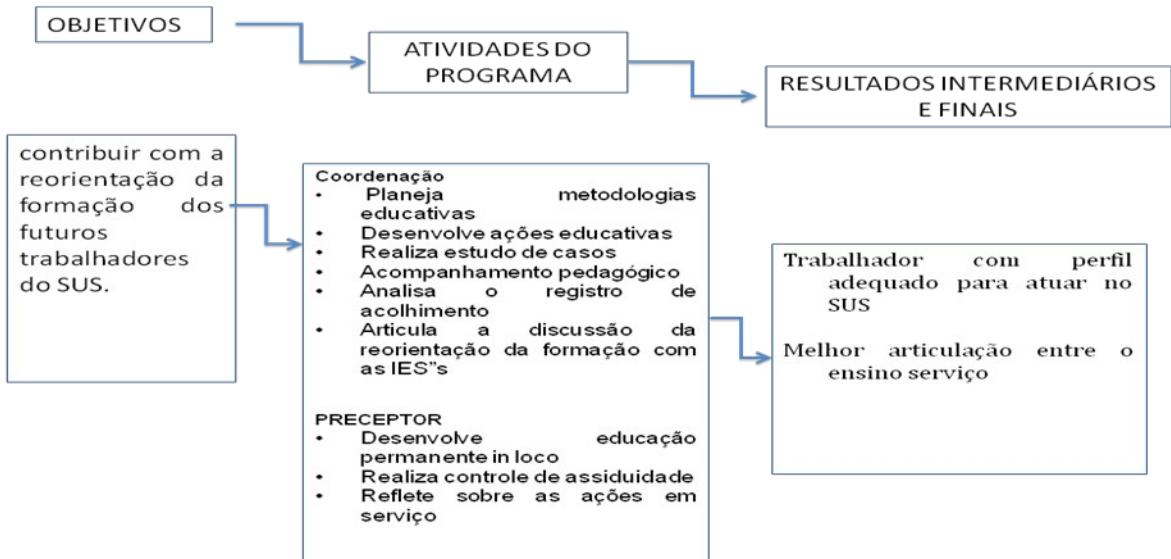 OBJETIVOS
ATIVIDADES DO
PROGRAMA
RESULTADOS INTERMEDIÁRIOS
E FINAIS
contribuir com a
reorientação da
formação dos
futuros
trabalhadores
do SUS.
Coordenação
• Planeja metodologias
educativas
• Desenvolve ações educativas
• Realiza estudo de casos
• Acompanhamento pedagógico
• Analisa o registro de
acolhimento
• Articula a discussão da
reorientação da formação com
as IES"s
PRECEPTOR
• Desenvolve educação
permanente in loco
• Realiza controle de assiduidade
• Reflete sobre as ações em
serviço
Trabalhador com perfil
adequado para atuar no
SUS
Melhor articulação entre o
ensino serviço